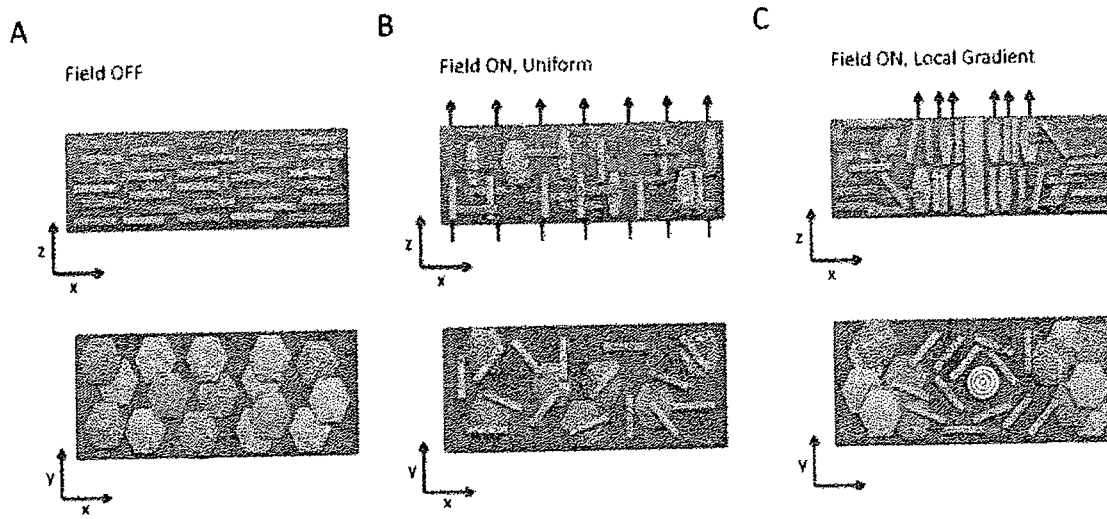 A
B
C
Field OFF
Field ON, Uniform
Field ON, Local Gradient
z
x
z
x
z
x
y
x
y
x
y